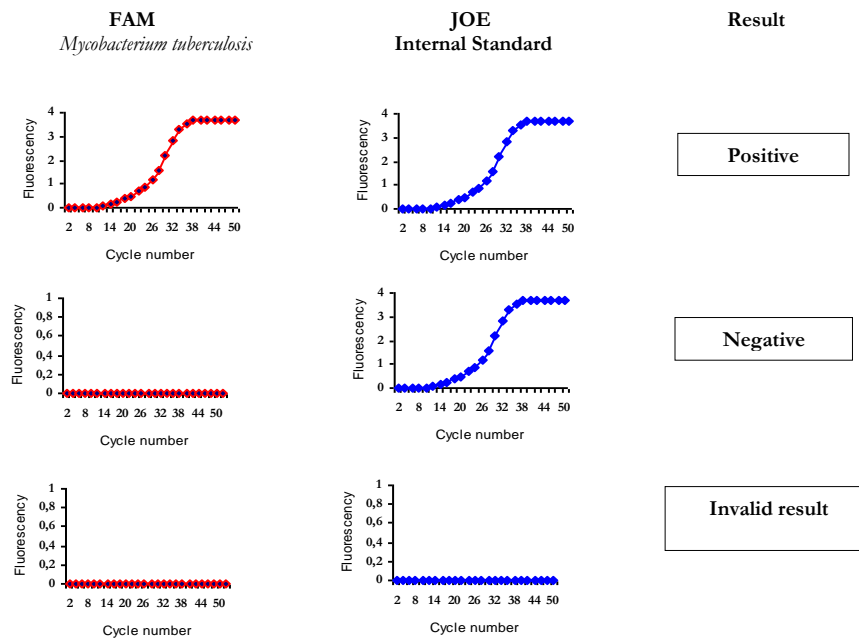 FAM JOE Result
Mycobacterium tuberculosis Internal Standard
4
3
2
1
0
Fluorescency
2 8 14 20 26 32 38 44 50
Cycle number
4
3
2
1
0
Fluorescency
2 8 14 20 26 32 38 44 50
Cycle number
Positive
1
0,8
0,6
0,4
0,2
0
Fluorescency
2 8 14 20 26 32 38 44 50
Cycle number
4
3
2
1
0
Fluorescency
2 8 14 20 26 32 38 44 50
Cycle number
Negative
1
0,8
0,6
0,4
0,2
0
Fluorescency
2 8 14 20 26 32 38 44 50
Cycle number
1
0,8
0,6
0,4
0,2
0
Fluorescency
2 8 14 20 26 32 38 44 50
Cycle number
Invalid result